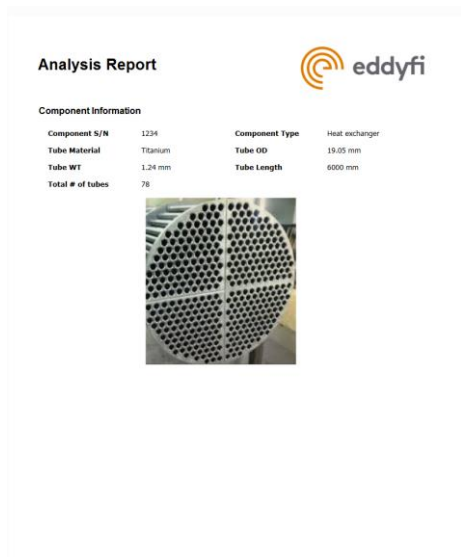 Analysis Report
eddyfi
Component Information
Component S/N 1234 Component Type Heat exchanger
Tube Material Titanium Tube OD 19.05 mm
Tube WT 1.24 mm Tube Length 6000 mm
Total # of tubes 78